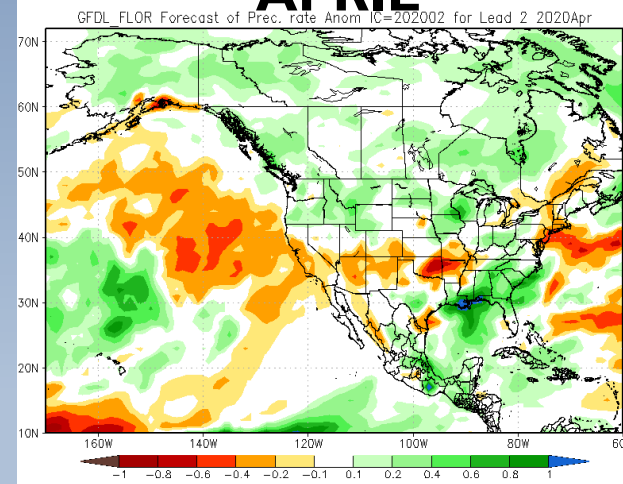 APRIL
GFDL_FLOR Forecast of Prec. rate Anom IC=202002 for Lead 2 2020Apr
70N
60N
50N
40N
30N
20N
10N
160W 140W 120W 100W 80W 60
-1 -0.8 -0.6 -0.4 -0.2 -0.1 0.1 0.2 0.4 0.6 0.8 1